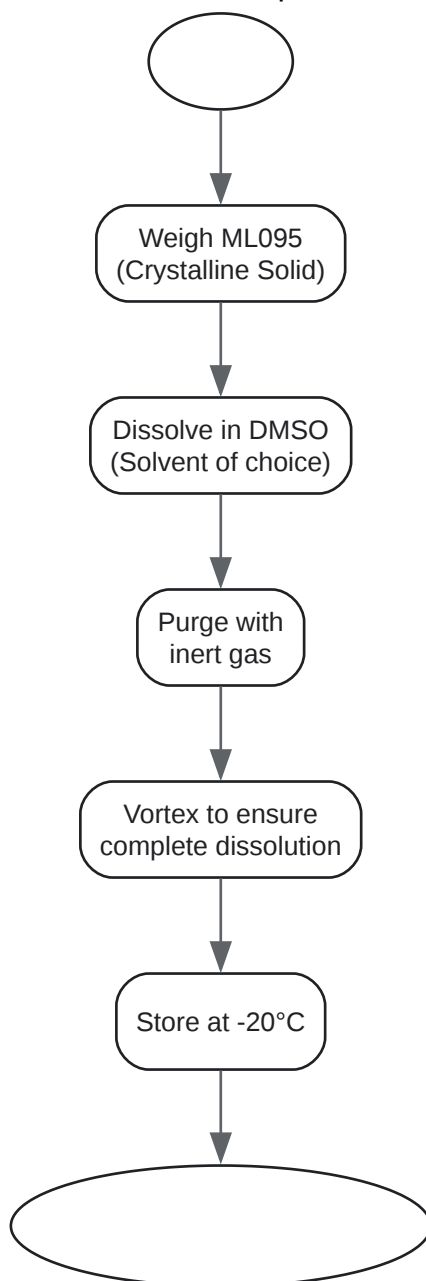 Weigh ML095
(Crystalline Solid)
Dissolve in DMSO
(Solvent of choice)
Purge with
inert gas
Vortex to ensure
complete dissolution
Store at -20°C